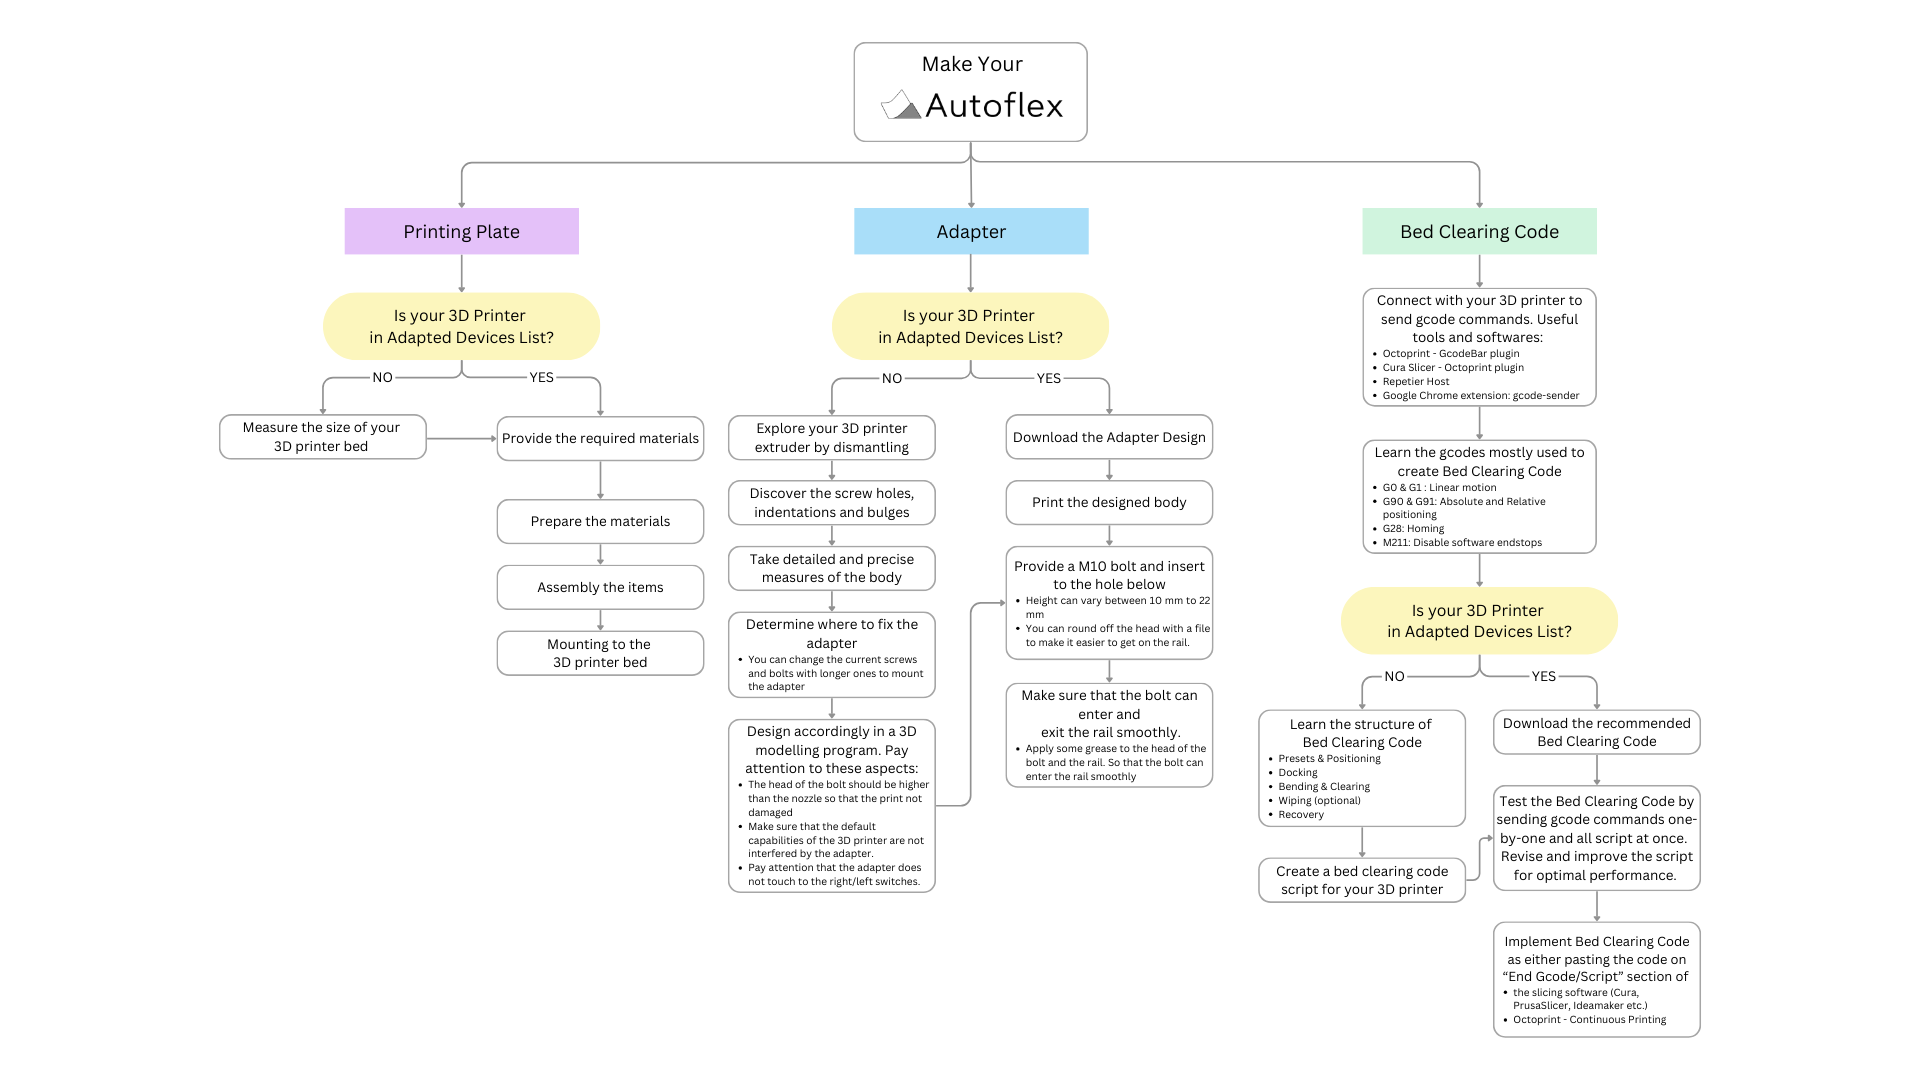 Make Your
Autoflex
Printing Plate
Is your 3D Printer
in Adapted Devices List?
NO
YES
Measure the size of your
3D printer bed
Provide the required materials
Prepare the materials
Assembly the items
Mounting to the
3D printer bed
Adapter
Is your 3D Printer
in Adapted Devices List?
NO
YES
Explore your 3D printer
extruder by dismantling
Discover the screw holes,
indentations and bulges
Take detailed and precise
measures of the body
Determine where to fix the
adapter
• You can change the current screws
and bolts with longer ones to mount
the adapter
Design accordingly in a 3D
modelling program. Pay
attention to these aspects:
• The head of the bolt should be higher
than the nozzle so that the print not
damaged
• Make sure that the default
capabilities of the 3D printer are not
interfered by the adapter.
• Pay attention that the adapter does
not touch to the right/left switches.
Download the Adapter Design
Print the designed body
Provide a M10 bolt and insert
to the hole below
• Height can vary between 10 mm to 22
mm
• You can round off the head with a file
to make it easier to get on the rail.
Make sure that the bolt can
enter and
exit the rail smoothly.
• Apply some grease to the head of the
bolt and the rail. So that the bolt can
enter the rail smoothly
Bed Clearing Code
Connect with your 3D printer to
send gcode commands. Useful
tools and softwares:
• Octoprint - GcodeBar plugin
• Cura Slicer - Octoprint plugin
• Repetier Host
• Google Chrome extension: gcode-sender
Learn the gcodes mostly used to
create Bed Clearing Code
• G0 & G1 : Linear motion
• G90 & G91: Absolute and Relative
positioning
• G28: Homing
• M211: Disable software endstops
Is your 3D Printer
in Adapted Devices List?
NO
YES
Learn the structure of
Bed Clearing Code
• Presets & Positioning
• Docking
• Bending & Clearing
• Wiping (optional)
• Recovery
Create a bed clearing code
script for your 3D printer
Download the recommended
Bed Clearing Code
Test the Bed Clearing Code by
sending gcode commands one-
by-one and all script at once.
Revise and improve the script
for optimal performance.
Implement Bed Clearing Code
as either pasting the code on
“End Gcode/Script” section of
• the slicing software (Cura,
PrusaSlicer, Ideamaker etc.)
• Octoprint - Continuous Printing